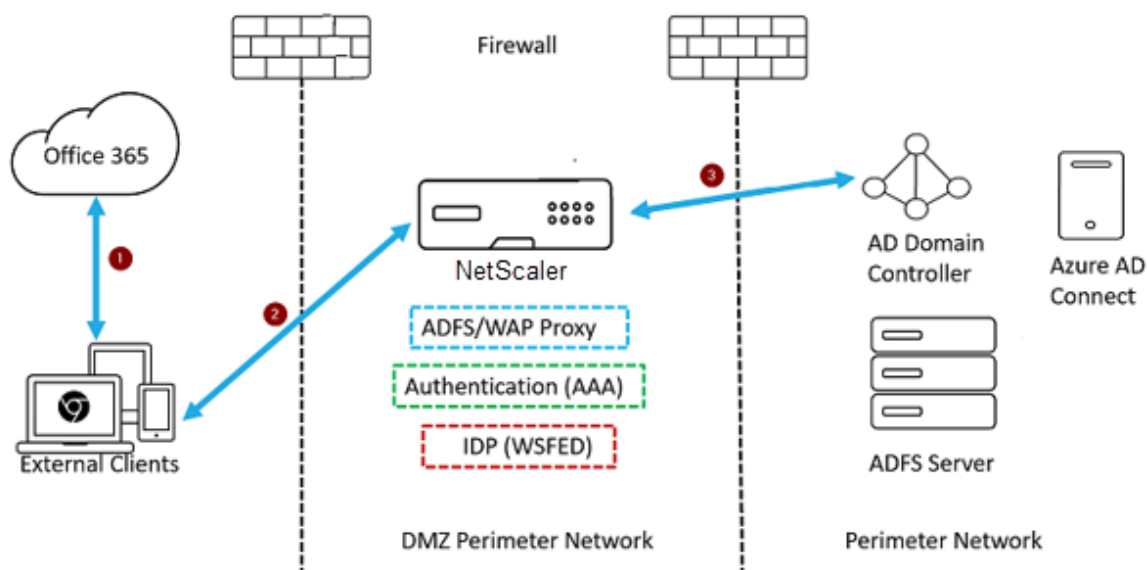 Firewall
Office 365
1
2
3
External Clients
NetScaler
ADFS/WAP Proxy
Authentication (AAA)
IDP (WSFED)
DMZ Perimeter Network
AD Domain
Controller
Azure AD
Connect
ADFS Server
Perimeter Network